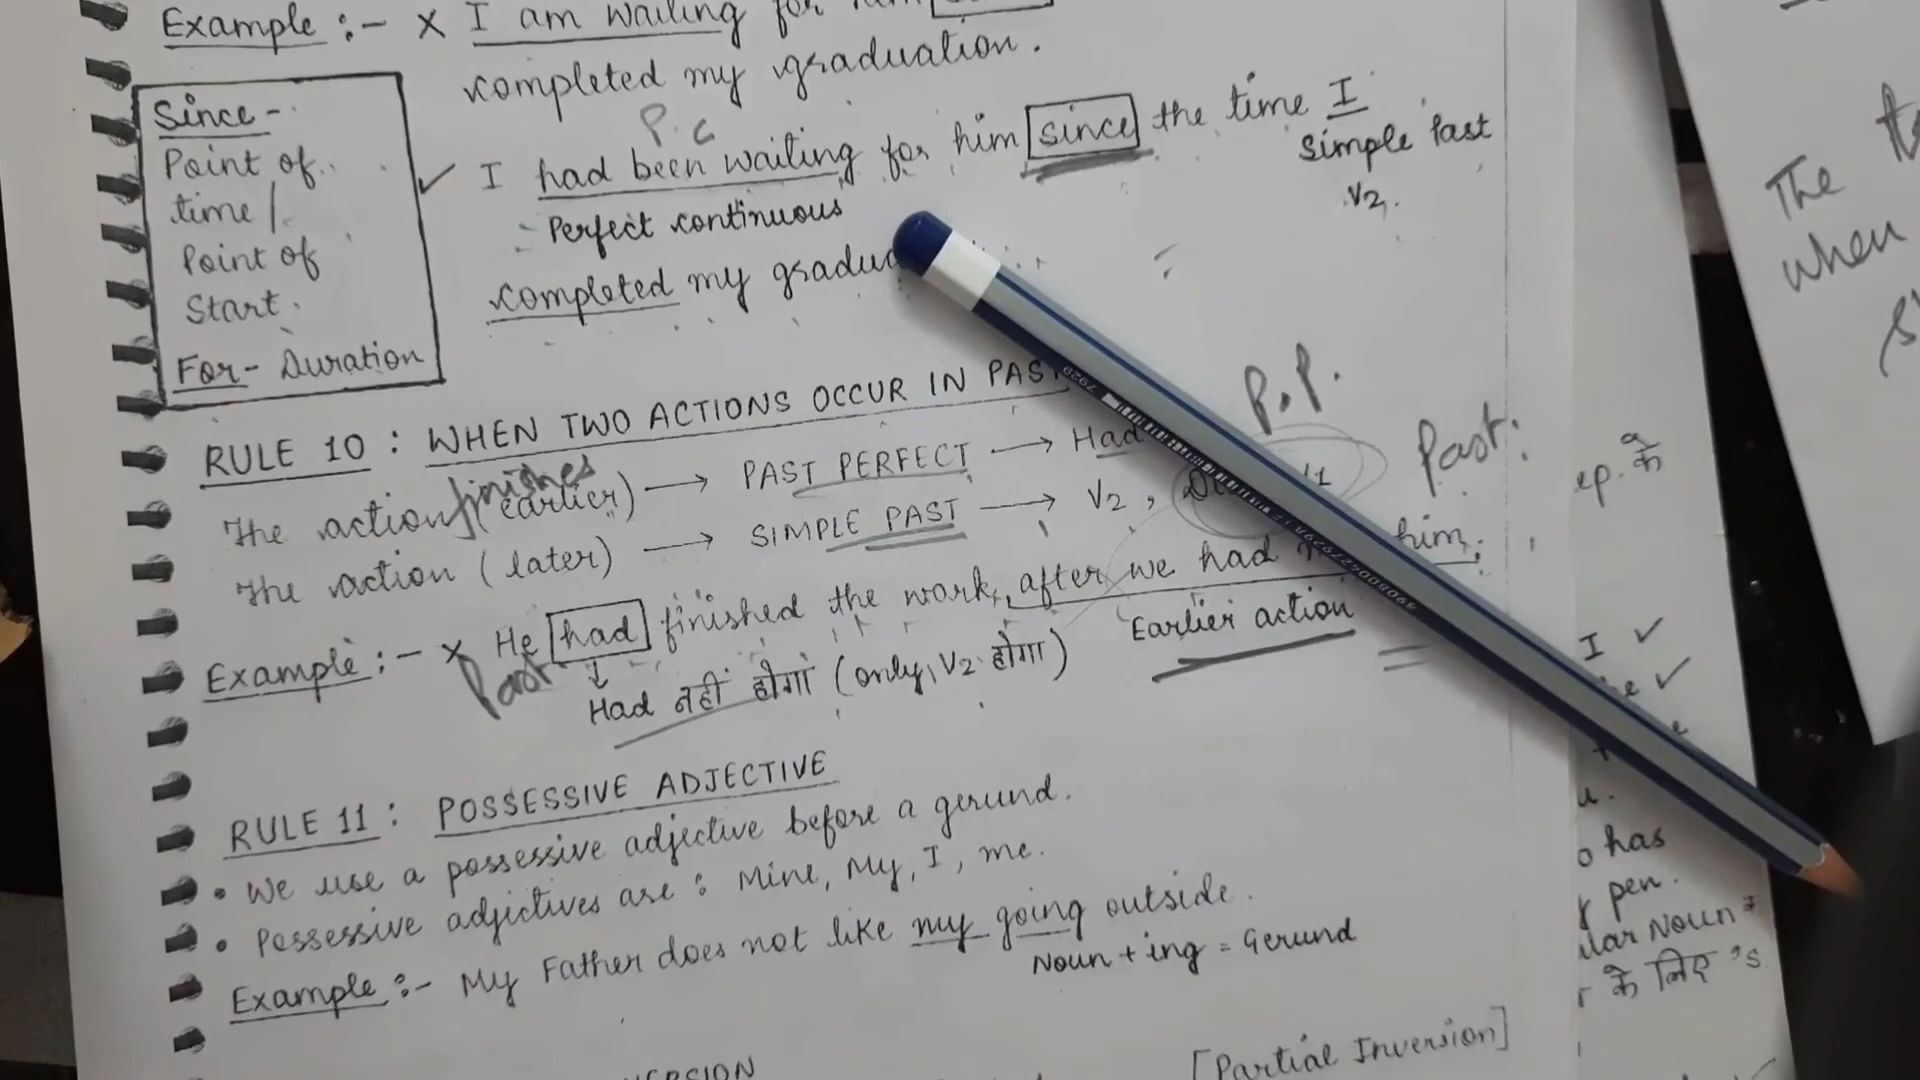 Example :- × I am waiting for him
completed my graduation.
Since -
Point of
time /
Point of
Start.
For - Duration
P.C
✓ I had been waiting for him since the time I
Simple Past
V2.
Perfect continuous
completed my
RULE 10 : WHEN TWO ACTIONS OCCUR IN PAST
P.P.
finishes
The action (earlier) → PAST PERFECT → Had
Past:
The action (later) → SIMPLE PAST → V2,
Example :- × He had finished the work, after we had him.
Past ↓
Had नहीं होगा (only, V2 होगा)
Earlier action
RULE 11 : POSSESSIVE ADJECTIVE
• We use a possessive adjective before a gerund.
• Possessive adjictives are : Mine, My, I, me.
Example :- My Father does not like my going outside.
Noun + ing = Gerund
[Partial Inversion]
The
when
I ✓
has
pen.
Noun
के लिए 's